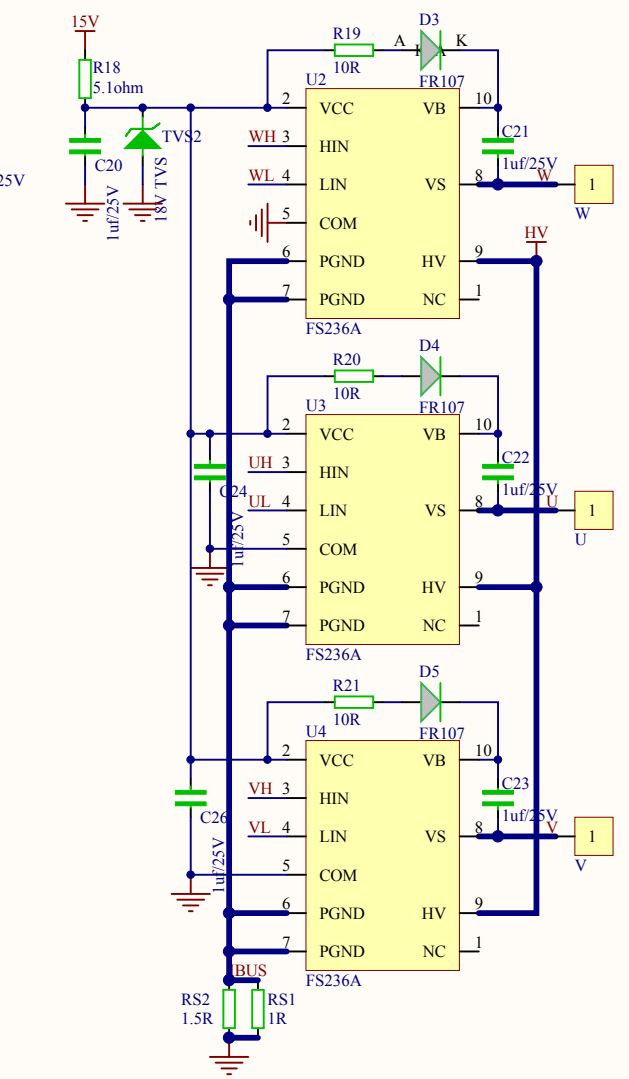 15V
R18
5.1ohm
R19
10R
D3
A
K
FR107
U2
2
VCC
VB
10
C21
1uf/25V
TVS2
18V TVS
C20
1uf/25V
25V
WH
3
HIN
WL
4
LIN
VS
8
W
1
W
5
COM
HV
6
PGND
HV
9
7
PGND
NC
1
FS236A
R20
10R
D4
FR107
U3
2
VCC
VB
10
C22
1uf/25V
UH
3
HIN
C24
1uf/25V
UL
4
LIN
VS
8
U
1
U
5
COM
6
PGND
HV
9
7
PGND
NC
1
FS236A
R21
10R
D5
FR107
U4
2
VCC
VB
10
C23
1uf/25V
VH
3
HIN
C26
1uf/25V
VL
4
LIN
VS
8
V
1
V
5
COM
6
PGND
HV
9
7
PGND
NC
1
IBUS
FS236A
RS2
1.5R
RS1
1R